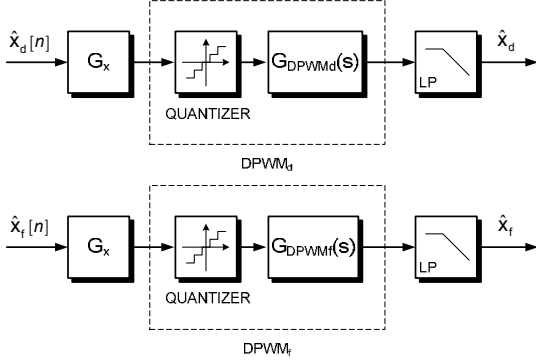 x̂d[n]
Gx
QUANTIZER
GDPWMd(s)
LP
x̂d
DPWMd
x̂f[n]
Gx
QUANTIZER
GDPWMf(s)
LP
x̂f
DPWMf